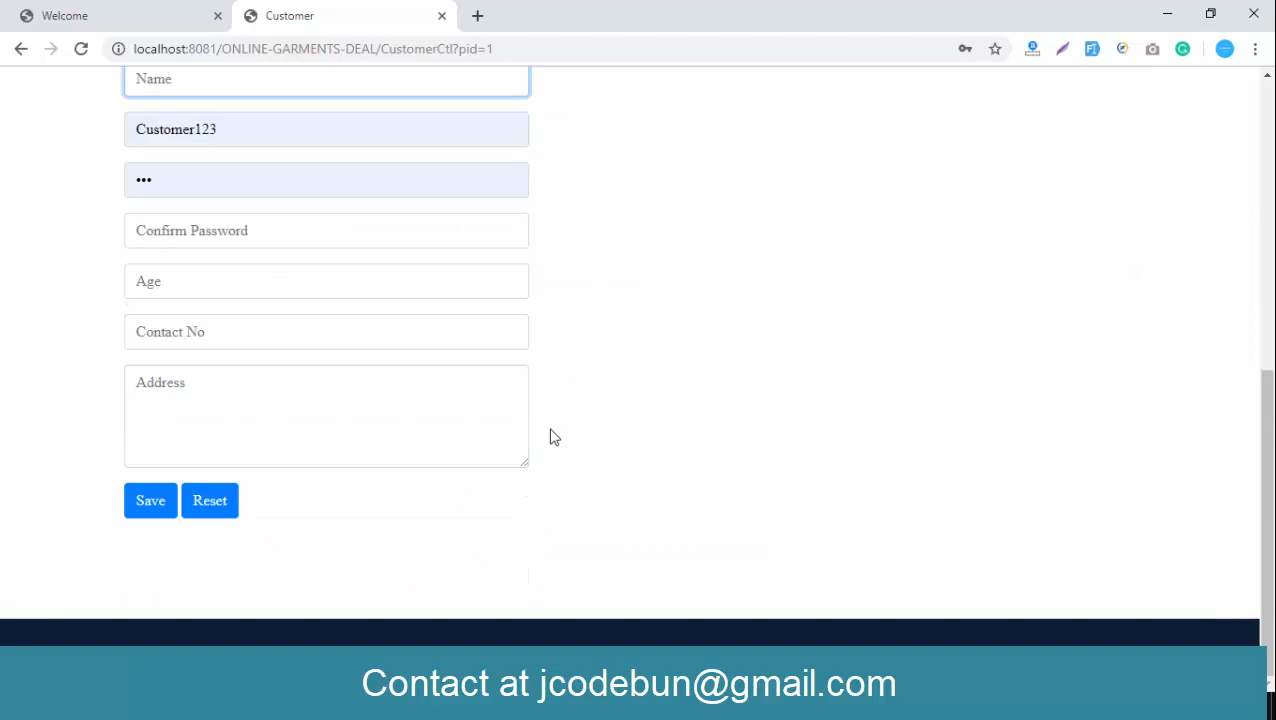 Welcome
Customer
localhost:8081/ONLINE-GARMENTS-DEAL/CustomerCtl?pid=1
Name
Customer123
•••
Confirm Password
Age
Contact No
Address
Save Reset
Contact at jcodebun@gmail.com